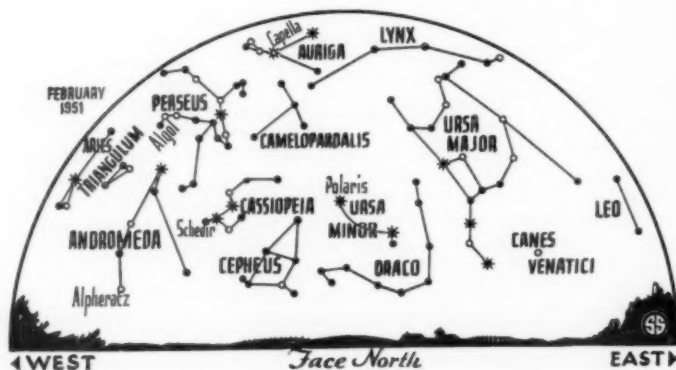 Capella
AURIGA
LYNX
FEBRUARY
1951
PERSEUS
Algol
ARIES
TRIANGULUM
CAMELOPARDALIS
URSA
MAJOR
Polaris
URSA
MINOR
CASSIOPEIA
Schedir
LEO
ANDROMEDA
CEPHEUS
DRACO
CANES
VENATICI
Alpheratz
SS
◄WEST Face North EAST►